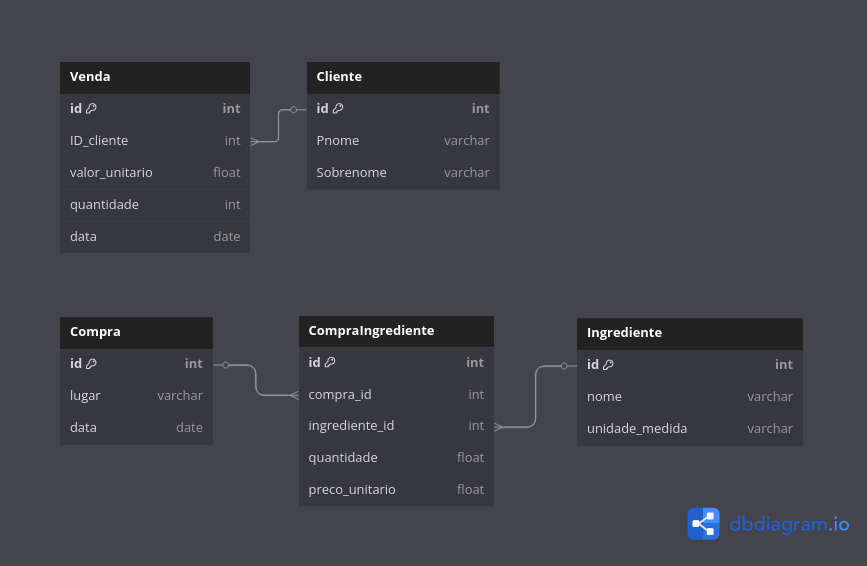 Venda
id int
ID_cliente int
valor_unitario float
quantidade int
data date
Cliente
id int
Pnome varchar
Sobrenome varchar
Compra
id int
lugar varchar
data date
CompraIngrediente
id int
compra_id int
ingrediente_id int
quantidade float
preco_unitario float
Ingrediente
id int
nome varchar
unidade_medida varchar
dbdiagram.io